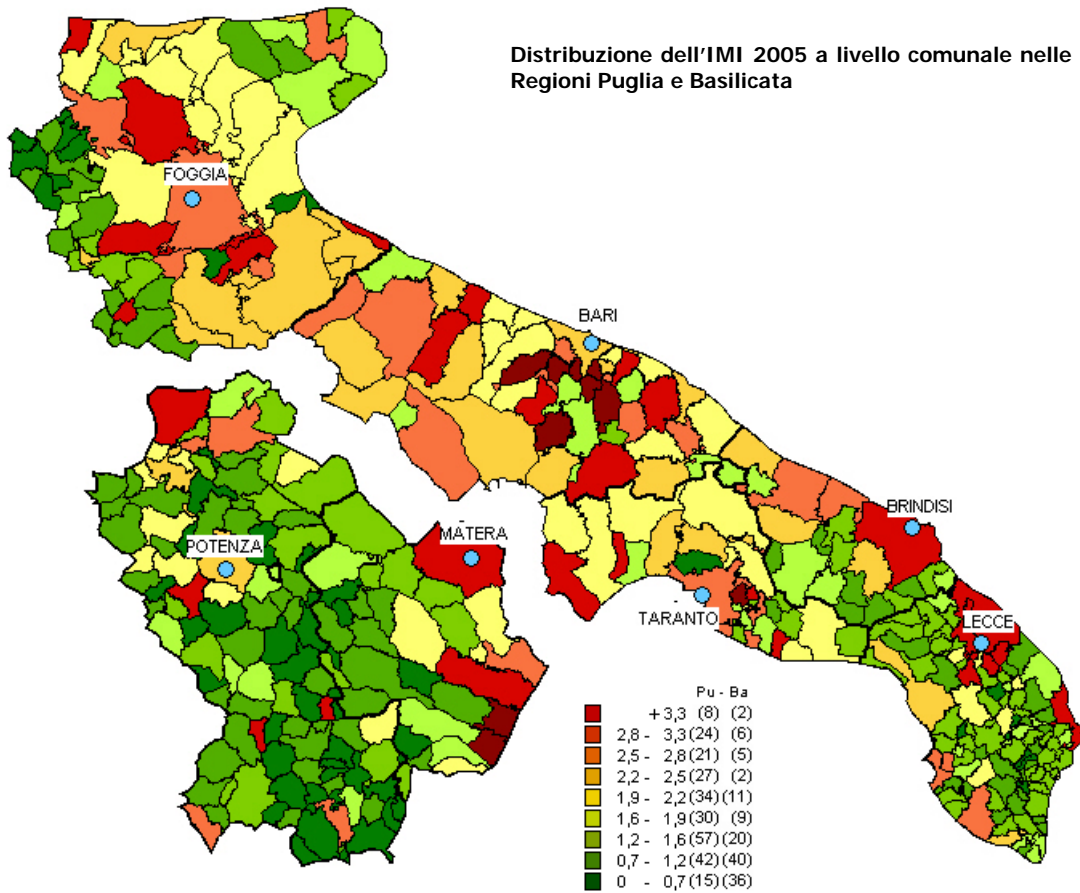 Distribuzione dell'IMI 2005 a livello comunale nelle
Regioni Puglia e Basilicata
FOGGIA
BARI
BRINDISI
MATERA
POTENZA
TARANTO
LECCE
Pu - Ba
+ 3,3 (8) (2)
2,8 - 3,3 (24) (6)
2,5 - 2,8 (21) (5)
2,2 - 2,5 (27) (2)
1,9 - 2,2 (34) (11)
1,6 - 1,9 (30) (9)
1,2 - 1,6 (57) (20)
0,7 - 1,2 (42) (40)
0 - 0,7 (15) (36)